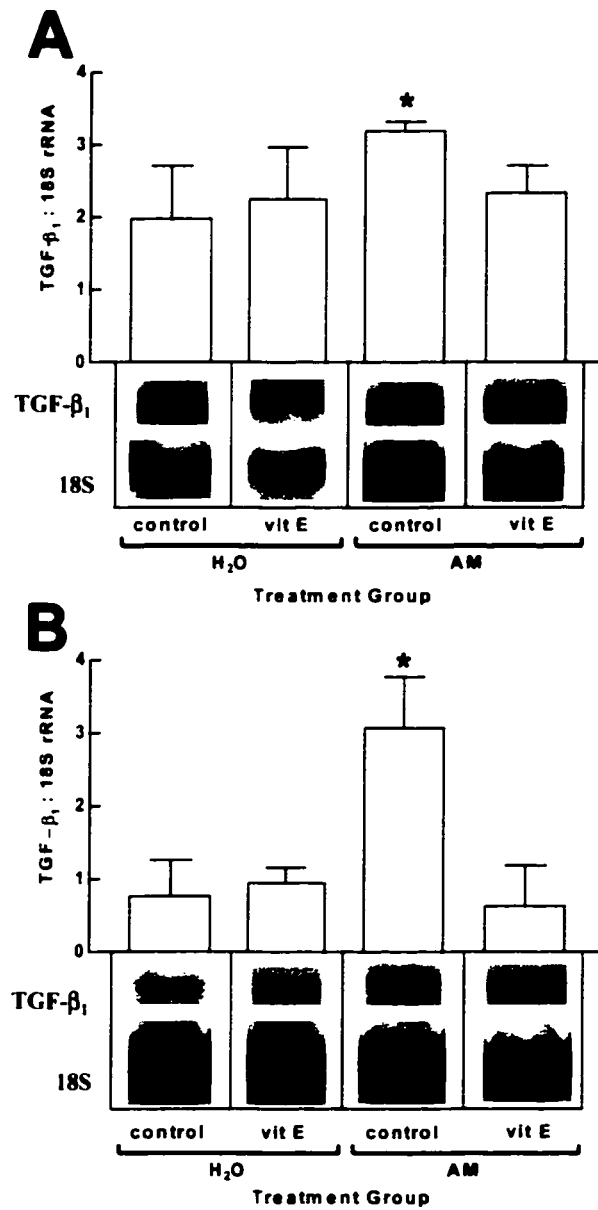 A
4
*
3
2
1
0
TGF-β₁ : 18S rRNA
TGF-β₁
18S
control vit E control vit E
H₂O AM
Treatment Group
B
4
*
3
2
1
0
TGF-β₁ : 18S rRNA
TGF-β₁
18S
control vit E control vit E
H₂O AM
Treatment Group